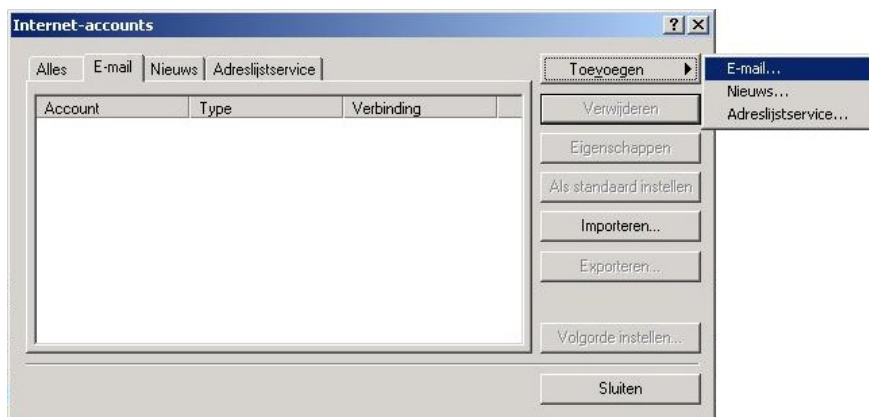 Internet-accounts
Alles E-mail Nieuws Adreslijstservice
Account Type Verbinding
Toevoegen
Verwijderen
Eigenschappen
Als standaard instellen
Importeren...
Exporteren...
Volgorde instellen...
Sluiten
E-mail...
Nieuws...
Adreslijstservice...